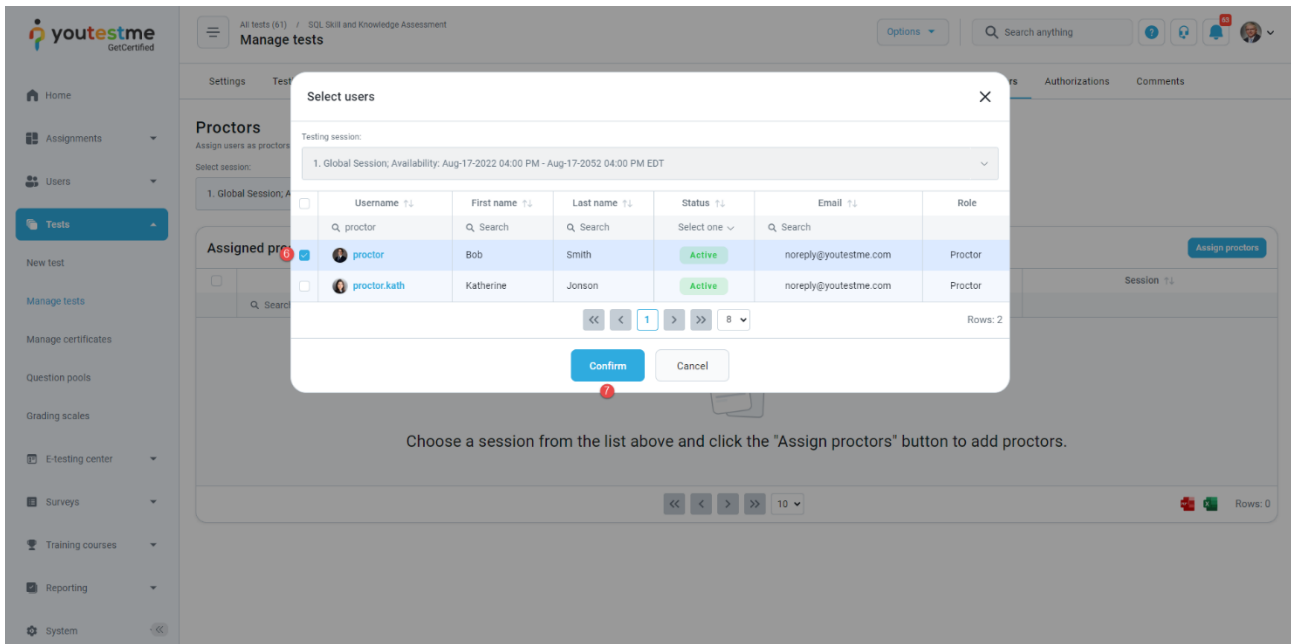 youtestme
GetCertified
All tests (61) / SQL Skill and Knowledge Assessment
Manage tests
Options
Search anything
Home
Assignments
Users
Tests
New test
Manage tests
Manage certificates
Question pools
Grading scales
E-testing center
Surveys
Training courses
Reporting
System
Settings Authorizations Comments
Proctors
Assign users as proctors
Select session:
1. Global Session;
Assigned
Assign proctors
Session
Select users
Testing session:
1. Global Session; Availability: Aug-17-2022 04:00 PM - Aug-17-2052 04:00 PM EDT
Username First name Last name Status Email Role
proctor Search Search Select one Search
6 proctor Bob Smith Active noreply@youtestme.com Proctor
proctor.kath Katherine Jonson Active noreply@youtestme.com Proctor
<< < 1 > >> 8 Rows: 2
Confirm Cancel
7
Choose a session from the list above and click the "Assign proctors" button to add proctors.
<< < > >> 10 Rows: 0